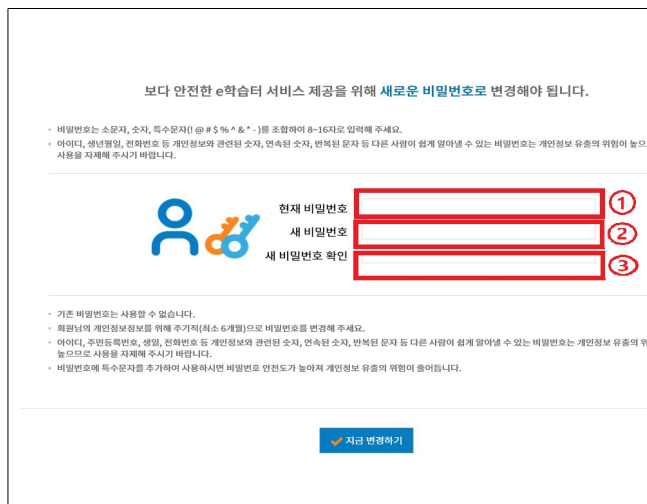 보다 안전한 e학습터 서비스 제공을 위해 새로운 비밀번호로 변경해야 됩니다.
• 비밀번호는 소문자, 숫자, 특수문자(! @ # $ % ^ & * - )를 조합하여 8~16자로 입력해 주세요.
• 아이디, 생년월일, 전화번호 등 개인정보와 관련된 숫자, 연속된 숫자, 반복된 문자 등 다른 사람이 쉽게 알아낼 수 있는 비밀번호는 개인정보 유출의 위험이 높으
사용을 자제해 주시기 바랍니다.
현재 비밀번호 ①
새 비밀번호 ②
새 비밀번호 확인 ③
• 기존 비밀번호는 사용할 수 없습니다.
• 회원님의 개인정보정보를 위해 주기적(최소 6개월)으로 비밀번호를 변경해 주세요.
• 아이디, 주민등록번호, 생일, 전화번호 등 개인정보와 관련된 숫자, 연속된 숫자, 반복된 문자 등 다른 사람이 쉽게 알아낼 수 있는 비밀번호는 개인정보 유출의 위
높으므로 사용을 자제해 주시기 바랍니다.
• 비밀번호에 특수문자를 추가하여 사용하시면 비밀번호 안전도가 높아져 개인정보 유출의 위험이 줄어듭니다.
지금 변경하기